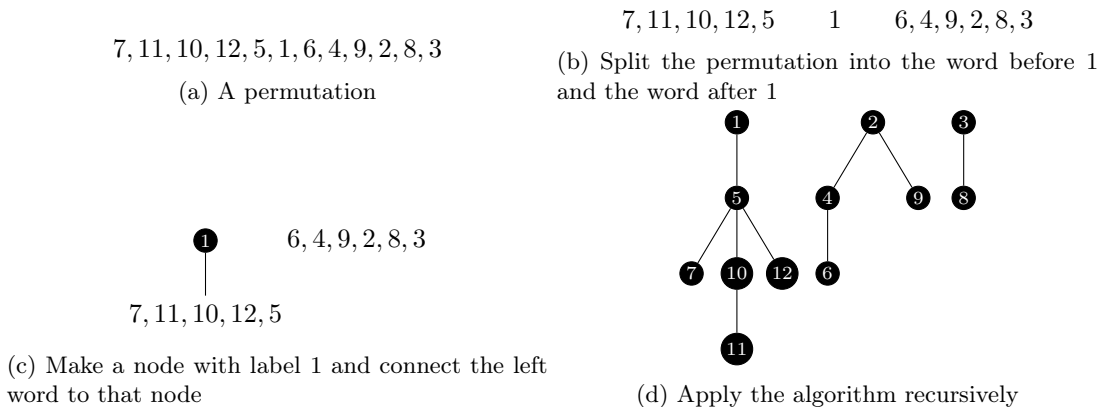 7, 11, 10, 12, 5, 1, 6, 4, 9, 2, 8, 3
(a) A permutation
7, 11, 10, 12, 5 1 6, 4, 9, 2, 8, 3
(b) Split the permutation into the word before 1
and the word after 1
1 6, 4, 9, 2, 8, 3
7, 11, 10, 12, 5
(c) Make a node with label 1 and connect the left
word to that node
1 2 3
5 4 9 8
7 10 12 6
11
(d) Apply the algorithm recursively